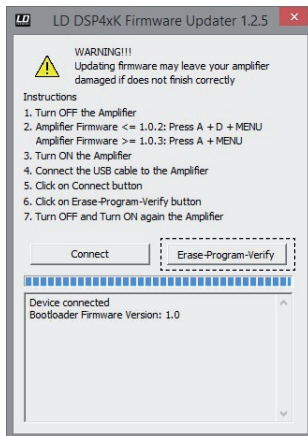 LD DSP4xK Firmware Updater 1.2.5
WARNING!!!
Updating firmware may leave your amplifier
damaged if does not finish correctly
Instructions
1. Turn OFF the Amplifier
2. Amplifier Firmware <= 1.0.2: Press A + D + MENU
Amplifier Firmware >= 1.0.3: Press A + MENU
3. Turn ON the Amplifier
4. Connect the USB cable to the Amplifier
5. Click on Connect button
6. Click on Erase-Program-Verify button
7. Turn OFF and Turn ON again the Amplifier
Connect Erase-Program-Verify
Device connected
Bootloader Firmware Version: 1.0